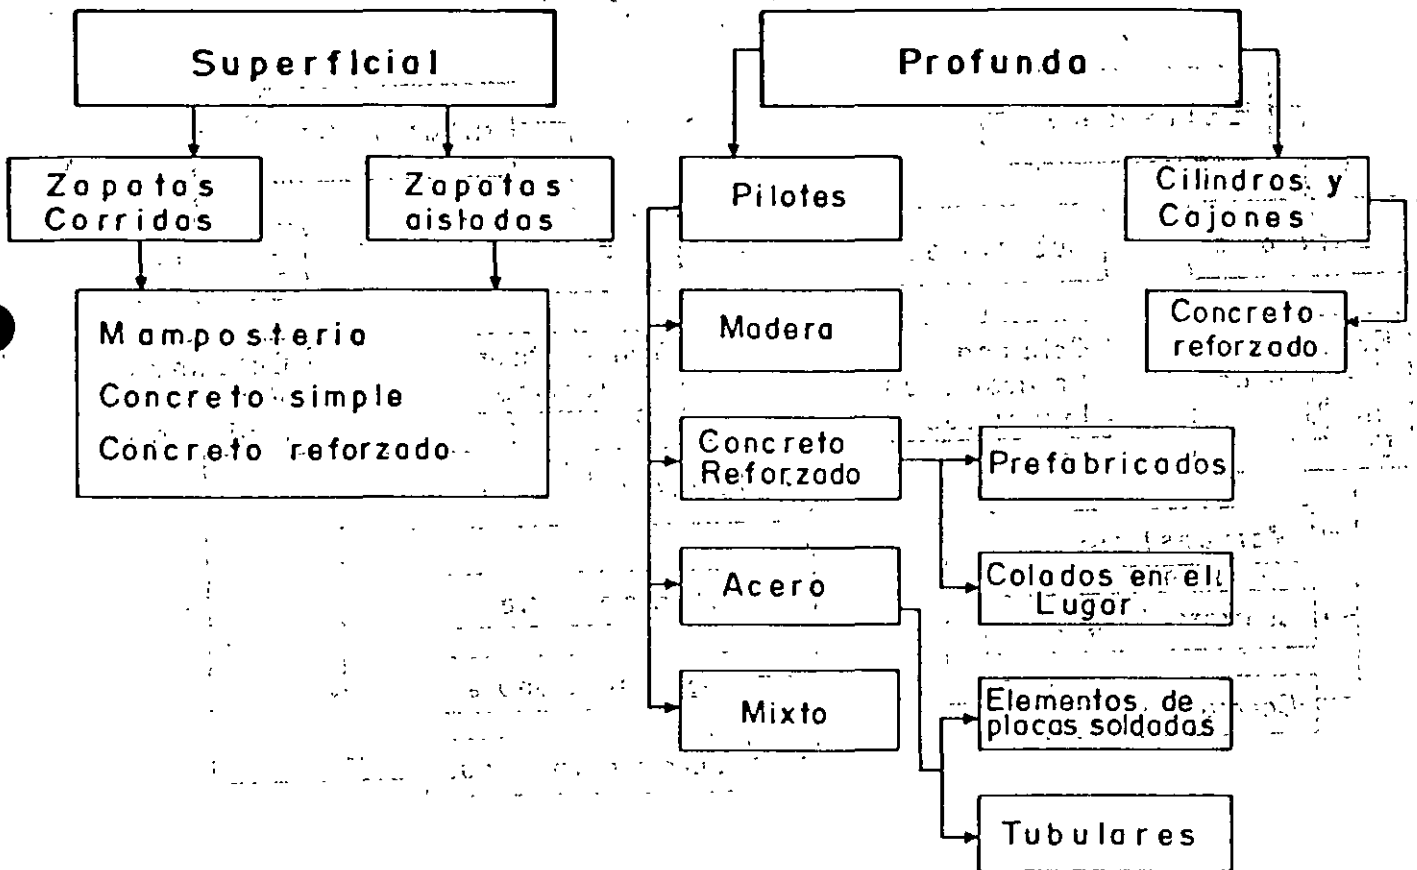 Superficial
Profunda
Zapatas
Corridas
Zapatas
aisladas
Pilotes
Cilindros y
Cajones
Mamposteria
Concreto simple
Concreto reforzado
Madera
Concreto
reforzado
Concreto
Reforzado
Prefabricados
Acero
Colados en el
Lugar
Mixto
Elementos de
placas soldadas
Tubulares